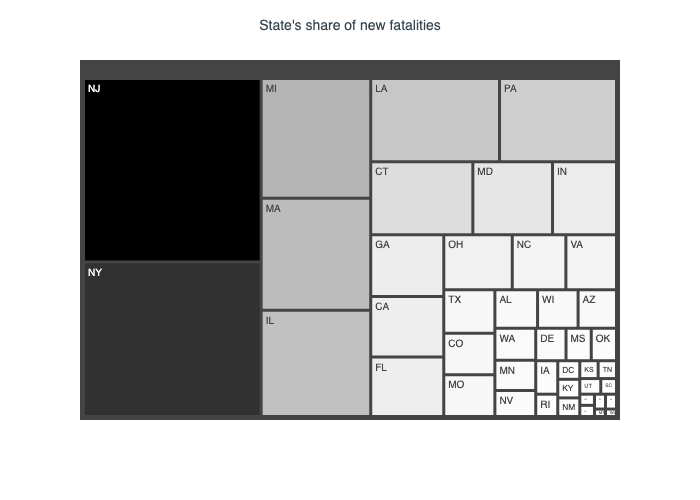 State's share of new fatalities
NJ
MI
LA
PA
CT
MD
IN
MA
GA
OH
NC
VA
NY
TX
AL
WI
AZ
CA
IL
CO
WA
DE
MS
OK
FL
MN
IA
DC
KS
TN
MO
KY
UT
SC
NV
RI
NM